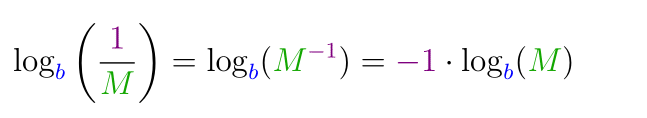 log_b(1/M) = log_b(M^{-1}) = -1 · log_b(M)